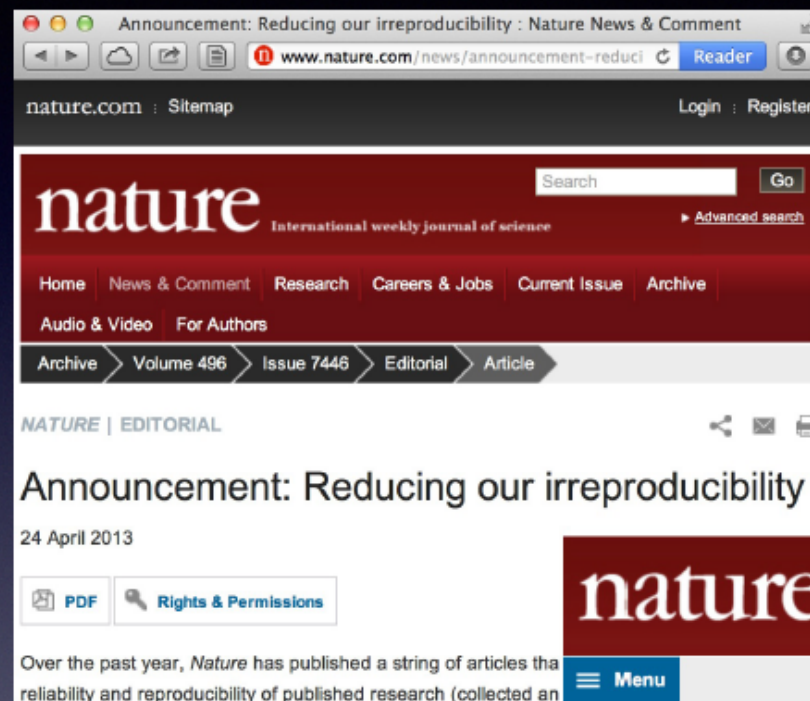 Announcement: Reducing our irreproducibility : Nature News & Comment
www.nature.com/news/announcement-reduci Reader
nature.com : Sitemap Login : Register
nature International weekly journal of science
Search Go
Advanced search
Home News & Comment Research Careers & Jobs Current Issue Archive
Audio & Video For Authors
Archive Volume 496 Issue 7446 Editorial Article
NATURE | EDITORIAL
Announcement: Reducing our irreproducibility
24 April 2013
PDF Rights & Permissions
nature
Over the past year, Nature has published a string of articles tha
Menu
reliability and reproducibility of published research (collected an